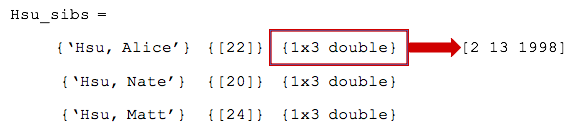 Hsu_sibs =
{‘Hsu, Alice’} {[22]} {1x3 double} [2 13 1998]
{‘Hsu, Nate’} {[20]} {1x3 double}
{‘Hsu, Matt’} {[24]} {1x3 double}